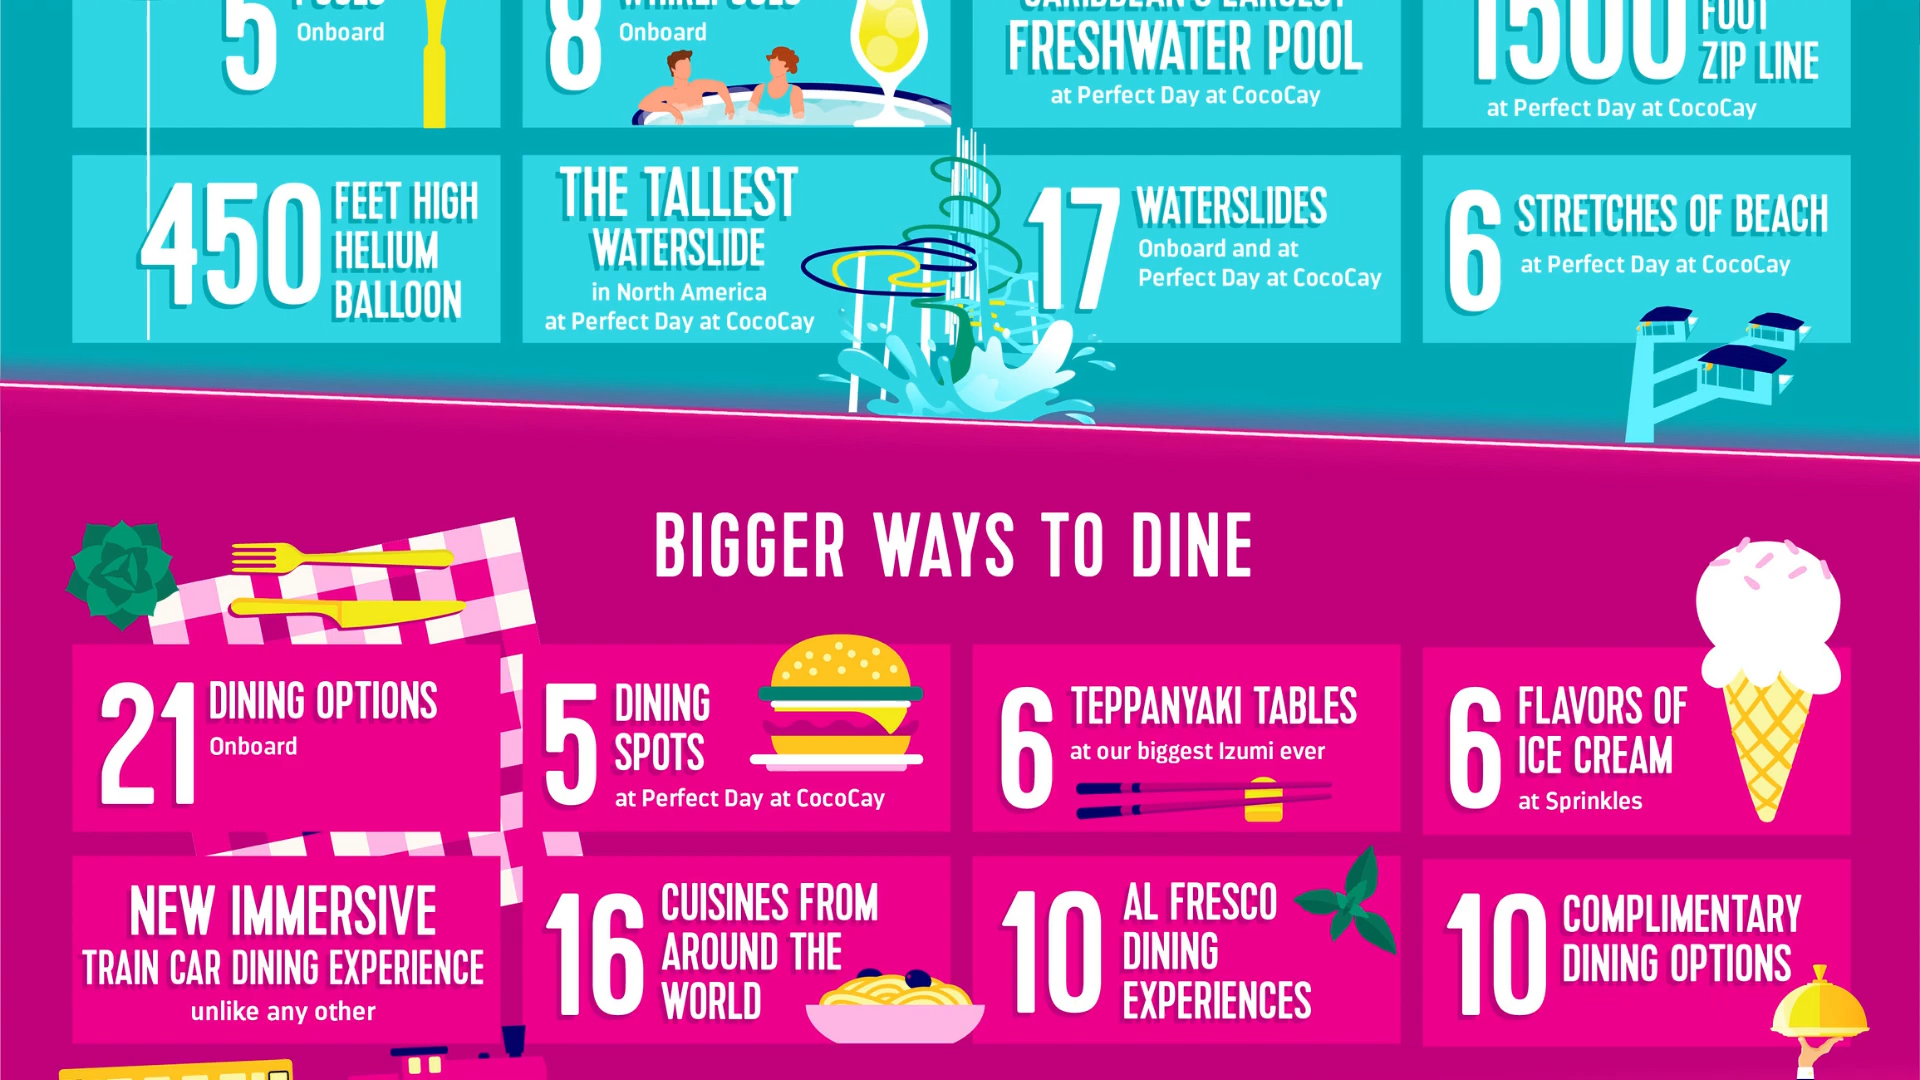 5
POOLS
Onboard
8
WHIRLPOOLS
Onboard
CARIBBEAN'S LARGEST
FRESHWATER POOL
at Perfect Day at CocoCay
1500
FOOT
ZIP LINE
at Perfect Day at CocoCay
450
FEET HIGH
HELIUM
BALLOON
THE TALLEST
WATERSLIDE
in North America
at Perfect Day at CocoCay
17
WATERSLIDES
Onboard and at
Perfect Day at CocoCay
6
STRETCHES OF BEACH
at Perfect Day at CocoCay
BIGGER WAYS TO DINE
21
DINING OPTIONS
Onboard
5
DINING
SPOTS
at Perfect Day at CocoCay
6
TEPPANYAKI TABLES
at our biggest Izumi ever
6
FLAVORS OF
ICE CREAM
at Sprinkles
NEW IMMERSIVE
TRAIN CAR DINING EXPERIENCE
unlike any other
16
CUISINES FROM
AROUND THE
WORLD
10
AL FRESCO
DINING
EXPERIENCES
10
COMPLIMENTARY
DINING OPTIONS